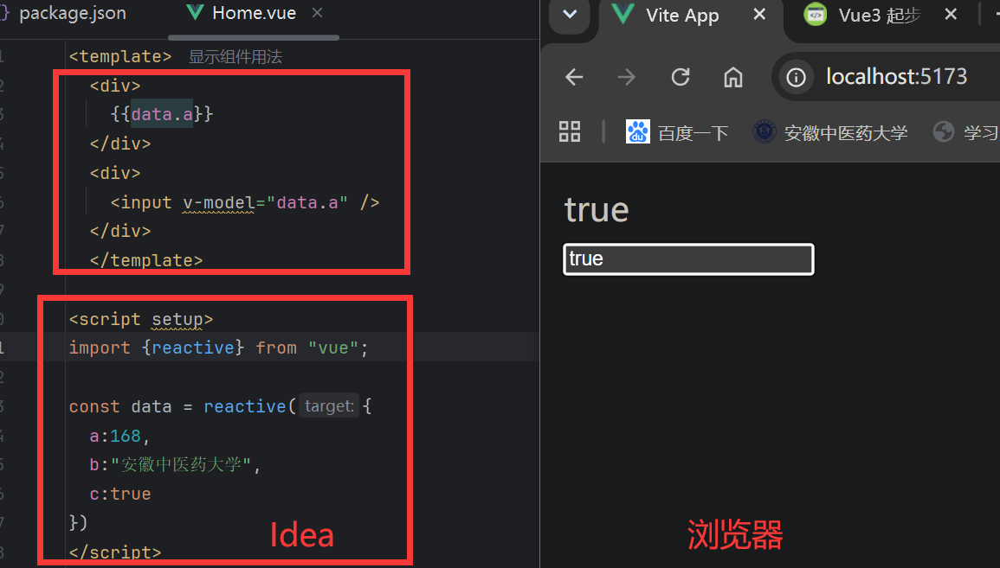 package.json
Home.vue
<template> 显示组件用法
<div>
{{data.a}}
</div>
<div>
<input v-model="data.a" />
</div>
</template>
<script setup>
import {reactive} from "vue";
const data = reactive( target: {
a:168,
b:"安徽中医药大学",
c:true
})
</script>
Idea
Vite App
Vue3 起步
localhost:5173
du 百度一下
安徽中医药大学
学习
true
true
浏览器